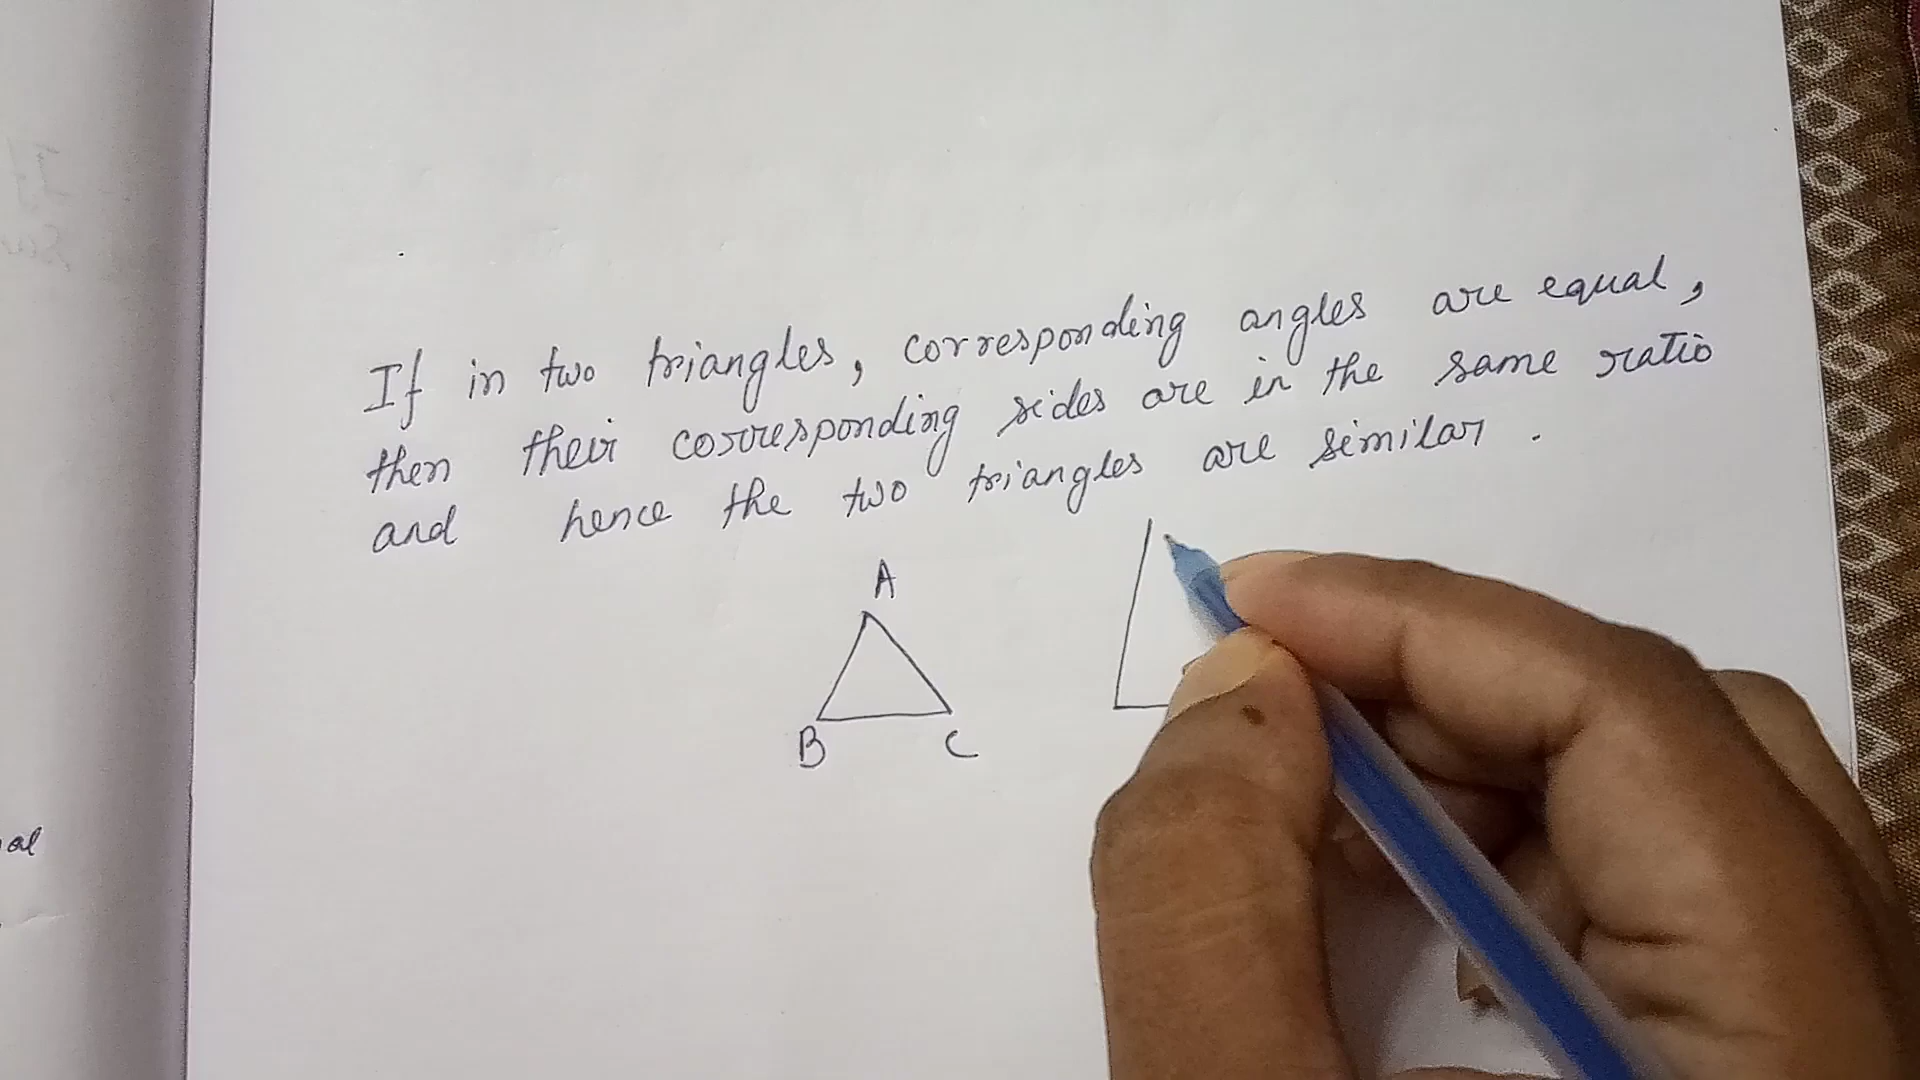 If in two triangles, corresponding angles are equal,
then their corresponding sides are in the same ratio
and hence the two triangles are similar.
A
B C
al